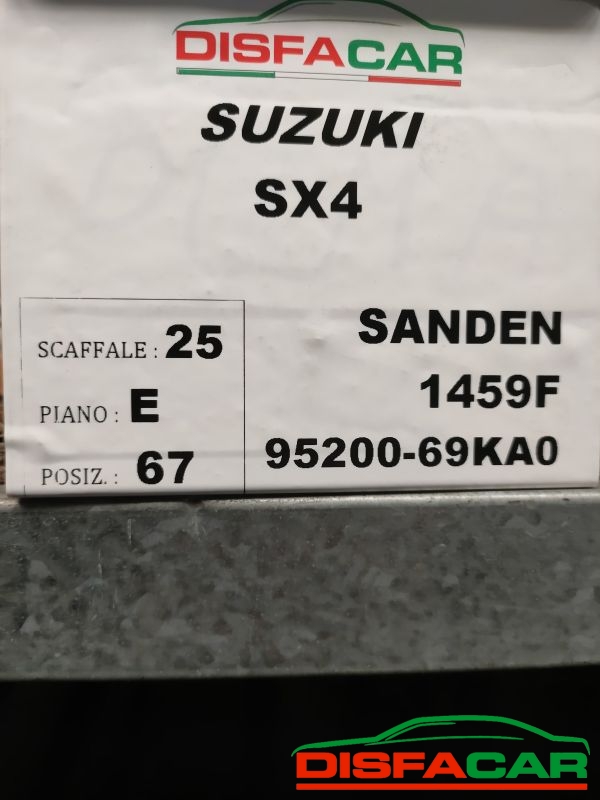 DISFACAR
SUZUKI
SX4
SCAFFALE : 25
PIANO : E
POSIZ. : 67
SANDEN
1459F
95200-69KA0
DISFACAR